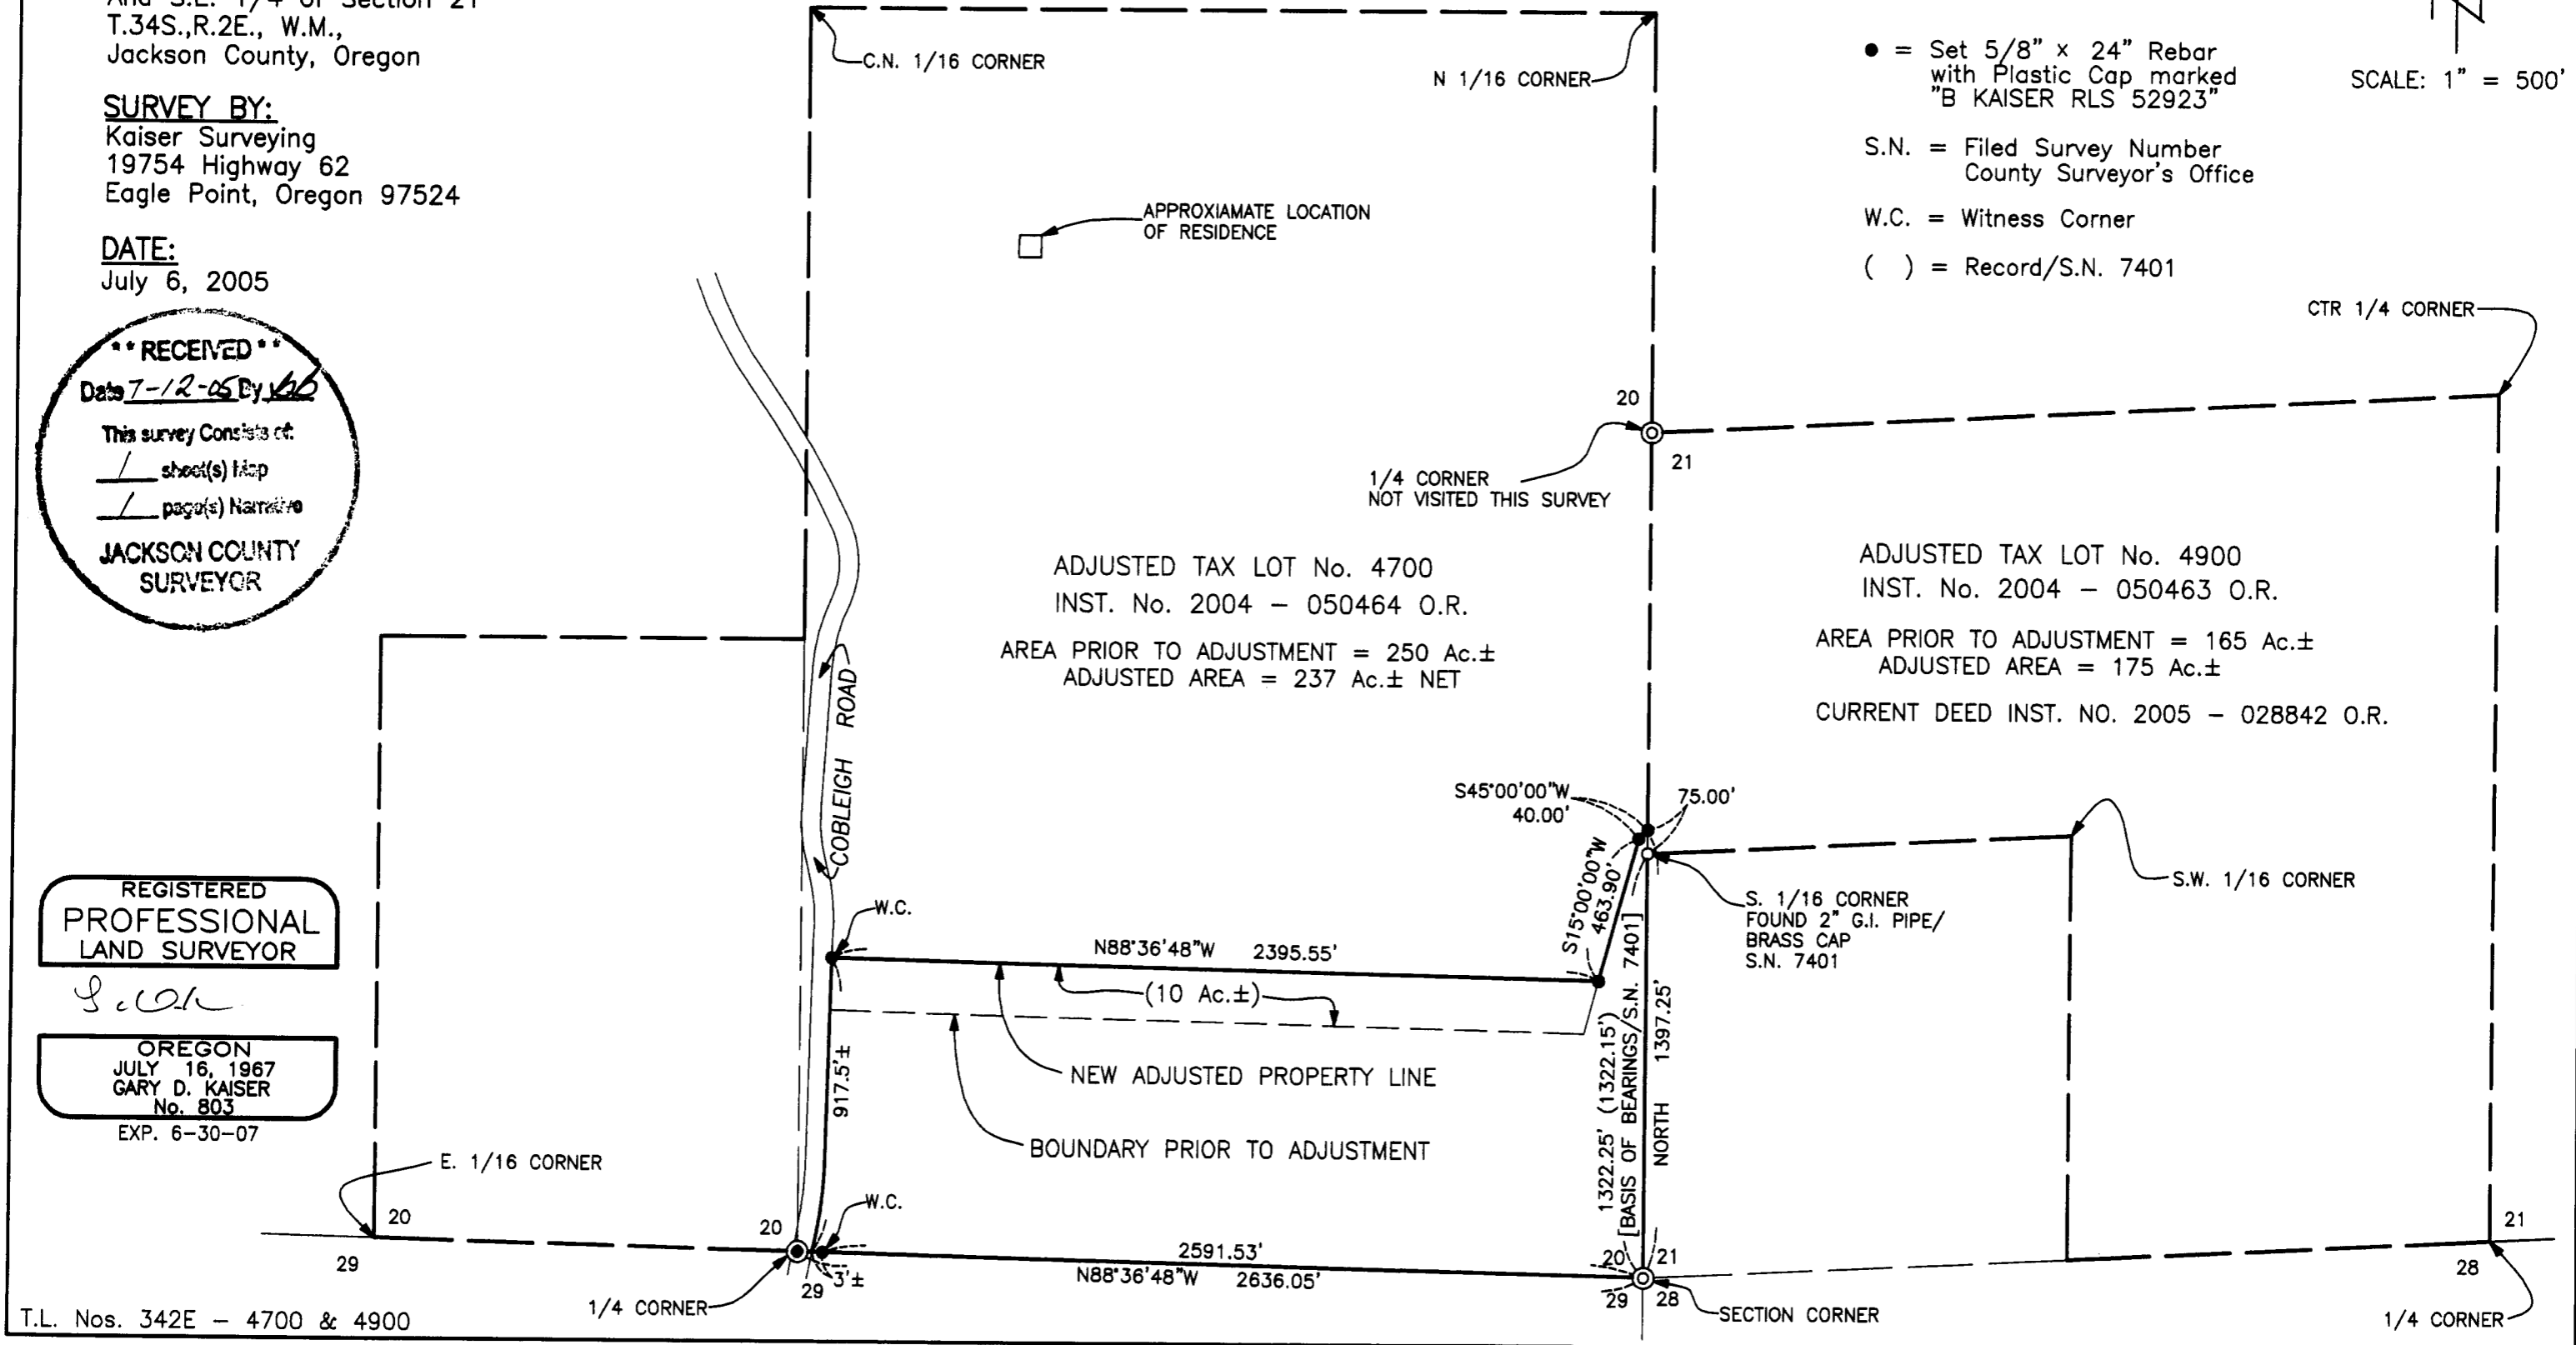 And S.E. 1/4 of Section 21
T.34S.,R.2E., W.M.,
Jackson County, Oregon
SURVEY BY:
Kaiser Surveying
19754 Highway 62
Eagle Point, Oregon 97524
DATE:
July 6, 2005
** RECEIVED **
Date 7-12-05 By
This survey Consists of:
1 sheet(s) Map
1 page(s) Narrative
JACKSON COUNTY
SURVEYOR
REGISTERED
PROFESSIONAL
LAND SURVEYOR
OREGON
JULY 16, 1967
GARY D. KAISER
No. 803
EXP. 6-30-07
T.L. Nos. 342E - 4700 & 4900
C.N. 1/16 CORNER
N 1/16 CORNER
APPROXIAMATE LOCATION
OF RESIDENCE
● = Set 5/8" x 24" Rebar
with Plastic Cap marked
"B KAISER RLS 52923"
S.N. = Filed Survey Number
County Surveyor's Office
W.C. = Witness Corner
( ) = Record/S.N. 7401
N
SCALE: 1" = 500'
CTR 1/4 CORNER
20
21
1/4 CORNER
NOT VISITED THIS SURVEY
ADJUSTED TAX LOT No. 4700
INST. No. 2004 - 050464 O.R.
AREA PRIOR TO ADJUSTMENT = 250 Ac.±
ADJUSTED AREA = 237 Ac.± NET
ADJUSTED TAX LOT No. 4900
INST. No. 2004 - 050463 O.R.
AREA PRIOR TO ADJUSTMENT = 165 Ac.±
ADJUSTED AREA = 175 Ac.±
CURRENT DEED INST. NO. 2005 - 028842 O.R.
COBLEIGH ROAD
S45°00'00"W
40.00'
75.00'
S15°00'00"W
463.90'
S. 1/16 CORNER
FOUND 2" G.I. PIPE/
BRASS CAP
S.N. 7401
S.W. 1/16 CORNER
W.C.
N88°36'48"W 2395.55'
(10 Ac.±)
917.5'±
NEW ADJUSTED PROPERTY LINE
BOUNDARY PRIOR TO ADJUSTMENT
1322.25' (1322.15')
[BASIS OF BEARINGS/S.N. 7401]
NORTH 1397.25'
E. 1/16 CORNER
20
29
20
29
1/4 CORNER
W.C.
3'±
2591.53'
N88°36'48"W 2636.05'
20
21
29
28
SECTION CORNER
21
28
1/4 CORNER